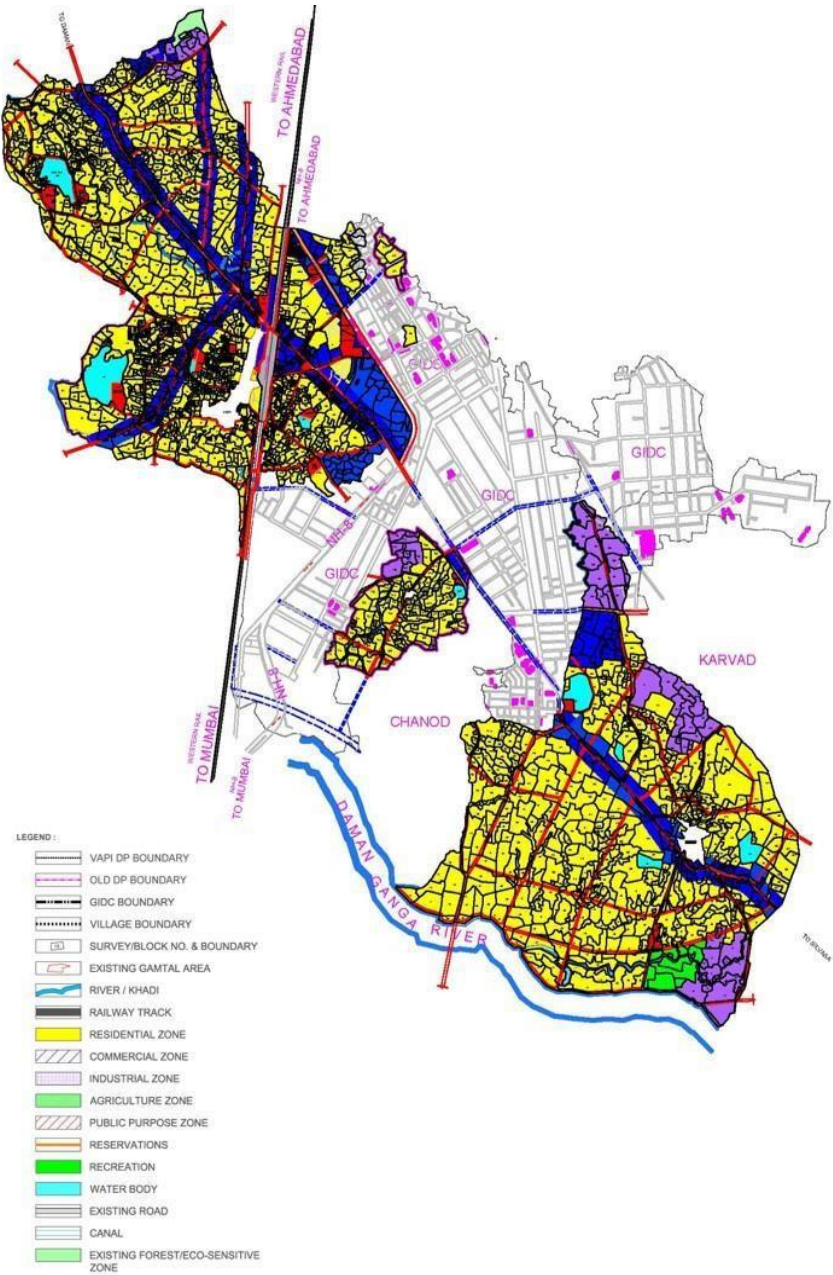 TO DAMAN
WESTERN RAIL
TO AHMEDABAD
NH-8
TO AHMEDABAD
GIDC
GIDC
GIDC
NH-8
GIDC
KARVAD
NH-8
CHANOD
WESTERN RAIL
TO MUMBAI
NH-8
TO MUMBAI
DAMAN GANGA RIVER
TO SILVASA
LEGEND :
VAPI DP BOUNDARY
OLD DP BOUNDARY
GIDC BOUNDARY
VILLAGE BOUNDARY
SURVEY/BLOCK NO. & BOUNDARY
EXISTING GAMTAL AREA
RIVER / KHADI
RAILWAY TRACK
RESIDENTIAL ZONE
COMMERCIAL ZONE
INDUSTRIAL ZONE
AGRICULTURE ZONE
PUBLIC PURPOSE ZONE
RESERVATIONS
RECREATION
WATER BODY
EXISTING ROAD
CANAL
EXISTING FOREST/ECO-SENSITIVE
ZONE